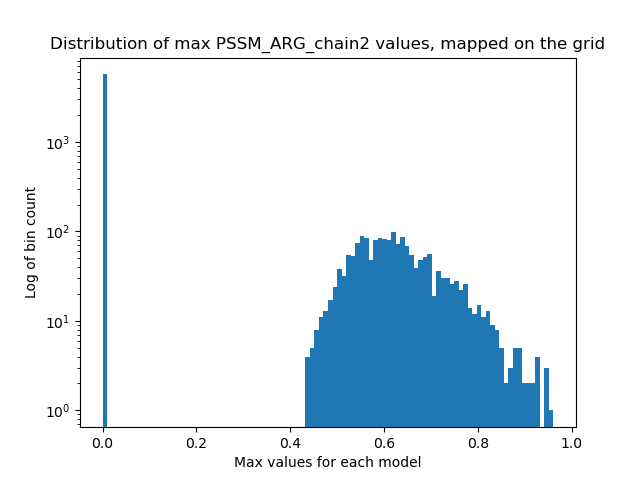 Distribution of max PSSM_ARG_chain2 values, mapped on the grid
Log of bin count
10³
10²
10¹
10⁰
0.0 0.2 0.4 0.6 0.8 1.0
Max values for each model